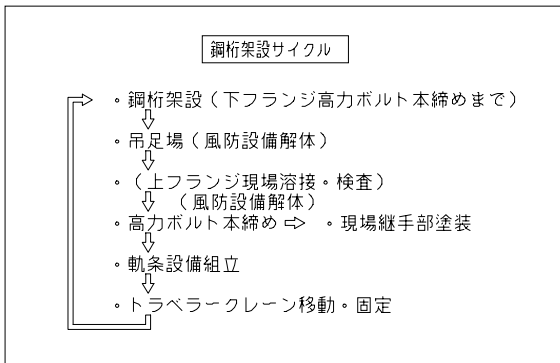 鋼桁架設サイクル
・鋼桁架設（下フランジ高力ボルト本締めまで）
・吊足場（風防設備解体）
・（上フランジ現場溶接・検査）
（風防設備解体）
・高力ボルト本締め ⇨ ・現場継手部塗装
・軌条設備組立
・トラベラークレーン移動・固定